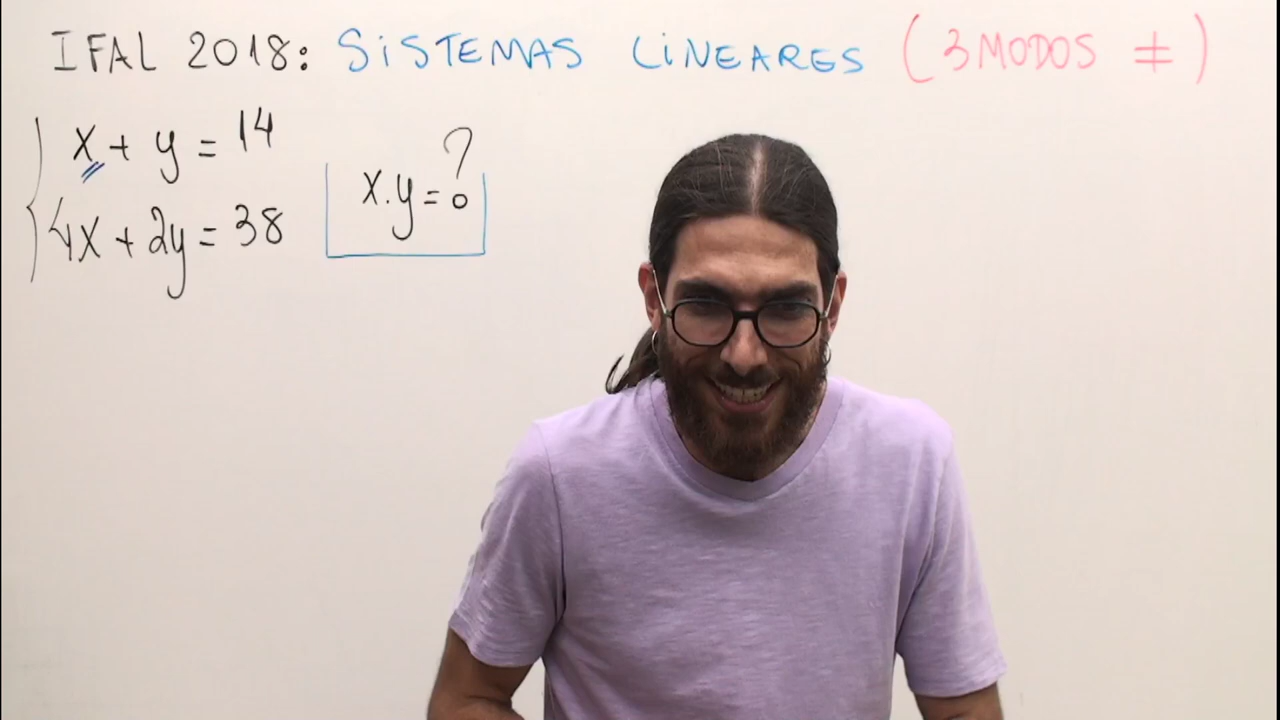 IFAL 2018: SiSTEMAS LiNEARES (3 MODOS ≠)
x + y = 14
4x + 2y = 38
x.y = ?